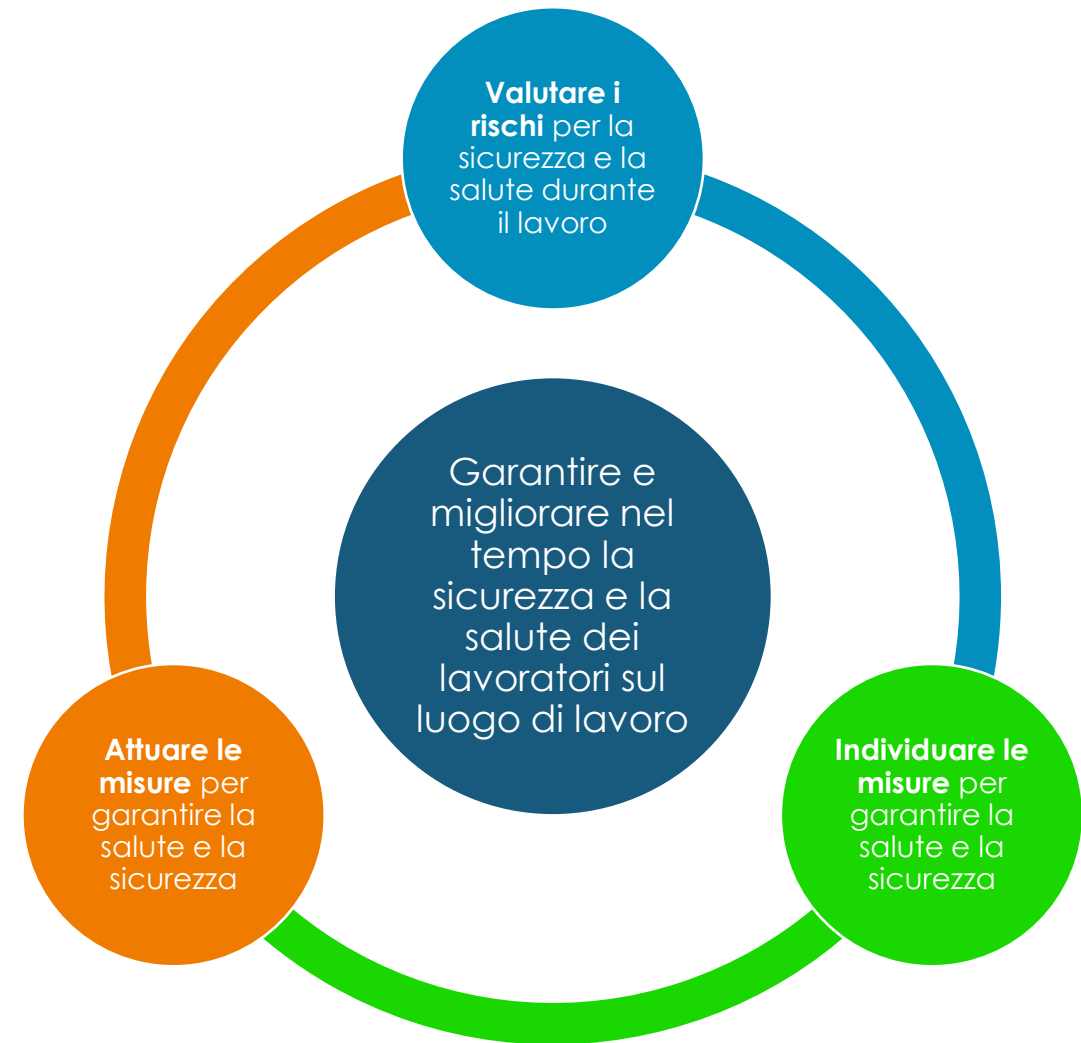 Valutare i
rischi per la
sicurezza e la
salute durante
il lavoro
Garantire e
migliorare nel
tempo la
sicurezza e la
salute dei
lavoratori sul
luogo di lavoro
Attuare le
misure per
garantire la
salute e la
sicurezza
Individuare le
misure per
garantire la
salute e la
sicurezza